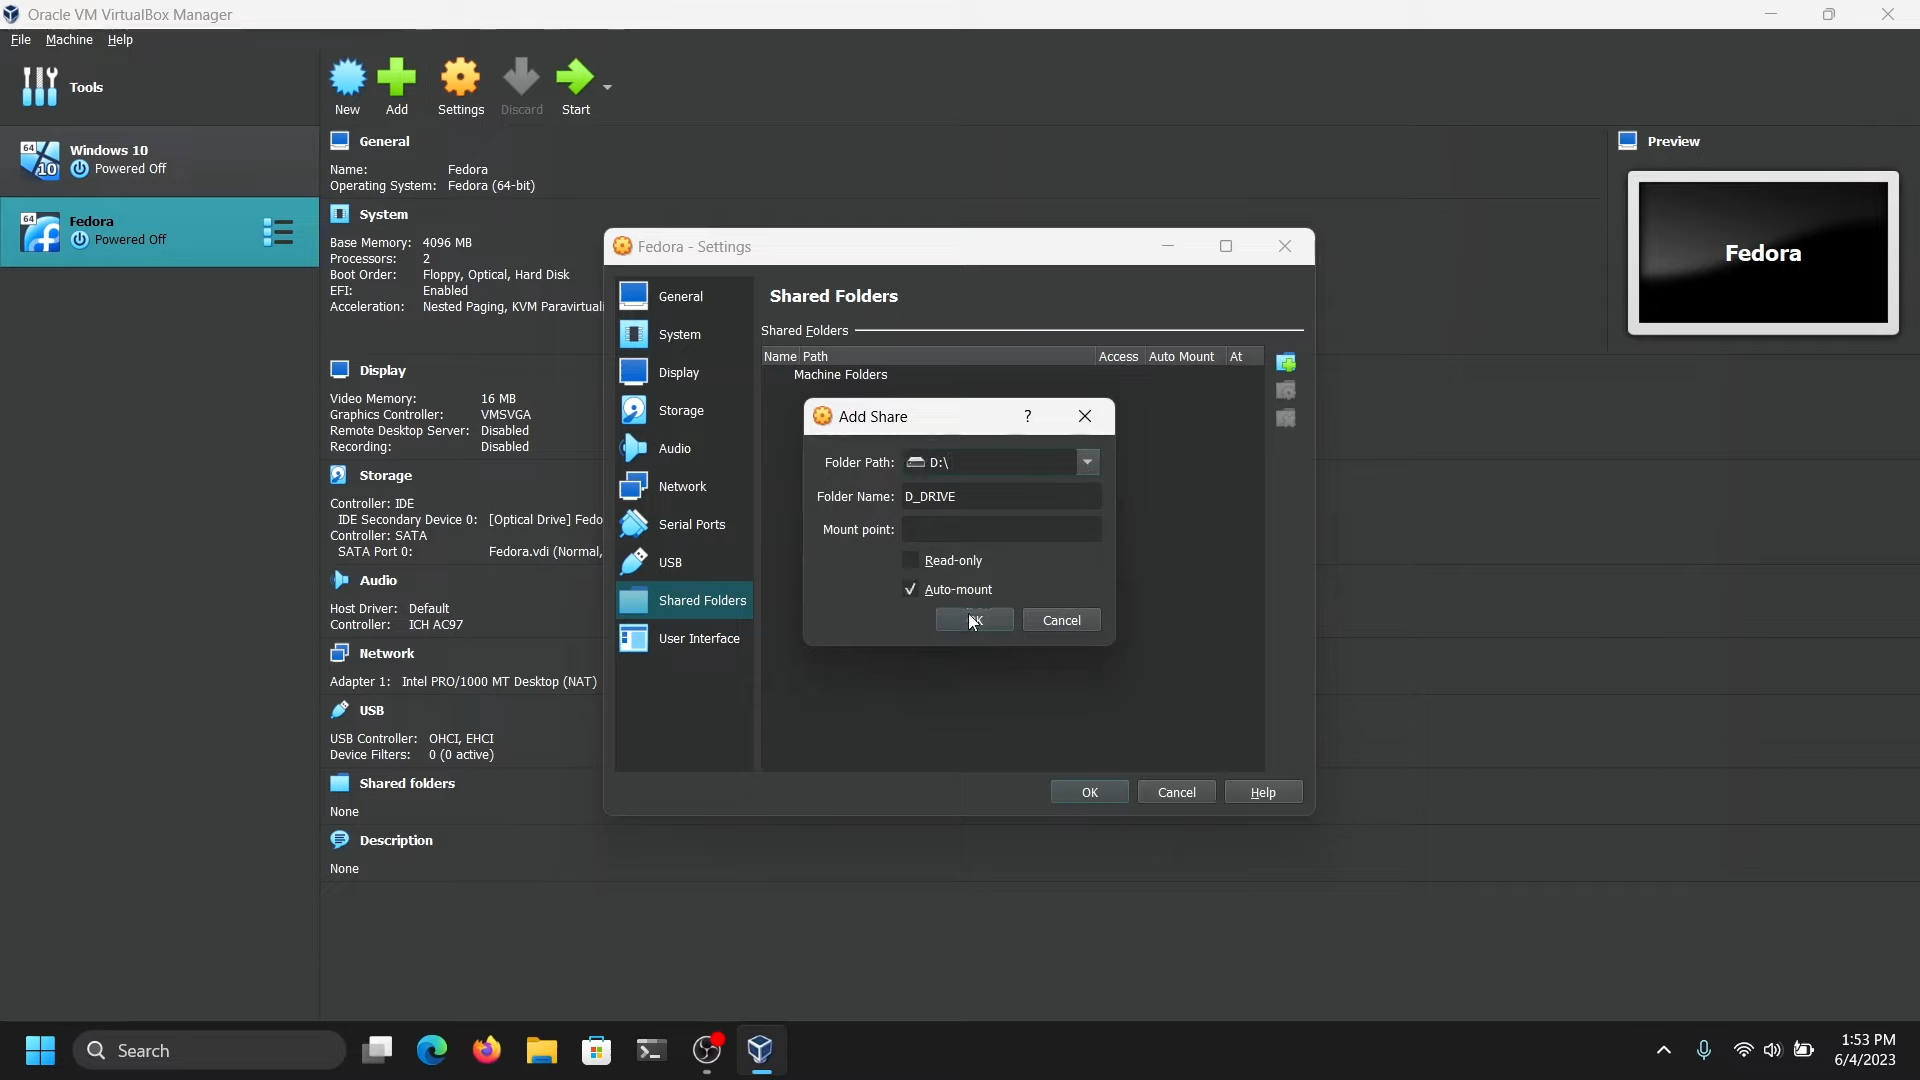 Oracle VM VirtualBox Manager
File Machine Help
Tools
New Add Settings Discard Start
64 10 Windows 10
Powered Off
64 Fedora
Powered Off
General
Name: Fedora
Operating System: Fedora (64-bit)
System
Base Memory: 4096 MB
Processors: 2
Boot Order: Floppy, Optical, Hard Disk
EFI: Enabled
Acceleration: Nested Paging, KVM Paravirtuali
Display
Video Memory: 16 MB
Graphics Controller: VMSVGA
Remote Desktop Server: Disabled
Recording: Disabled
Storage
Controller: IDE
IDE Secondary Device 0: [Optical Drive] Fedo
Controller: SATA
SATA Port 0: Fedora.vdi (Normal,
Audio
Host Driver: Default
Controller: ICH AC97
Network
Adapter 1: Intel PRO/1000 MT Desktop (NAT)
USB
USB Controller: OHCI, EHCI
Device Filters: 0 (0 active)
Shared folders
None
Description
None
Preview
Fedora
Fedora - Settings
General
System
Display
Storage
Audio
Network
Serial Ports
USB
Shared Folders
User Interface
Shared Folders
Shared Folders
Name Path Access Auto Mount At
Machine Folders
Add Share ?
Folder Path: D:\
Folder Name: D_DRIVE
Mount point:
Read-only
Auto-mount
Cancel
OK Cancel Help
Search
1:53 PM
6/4/2023